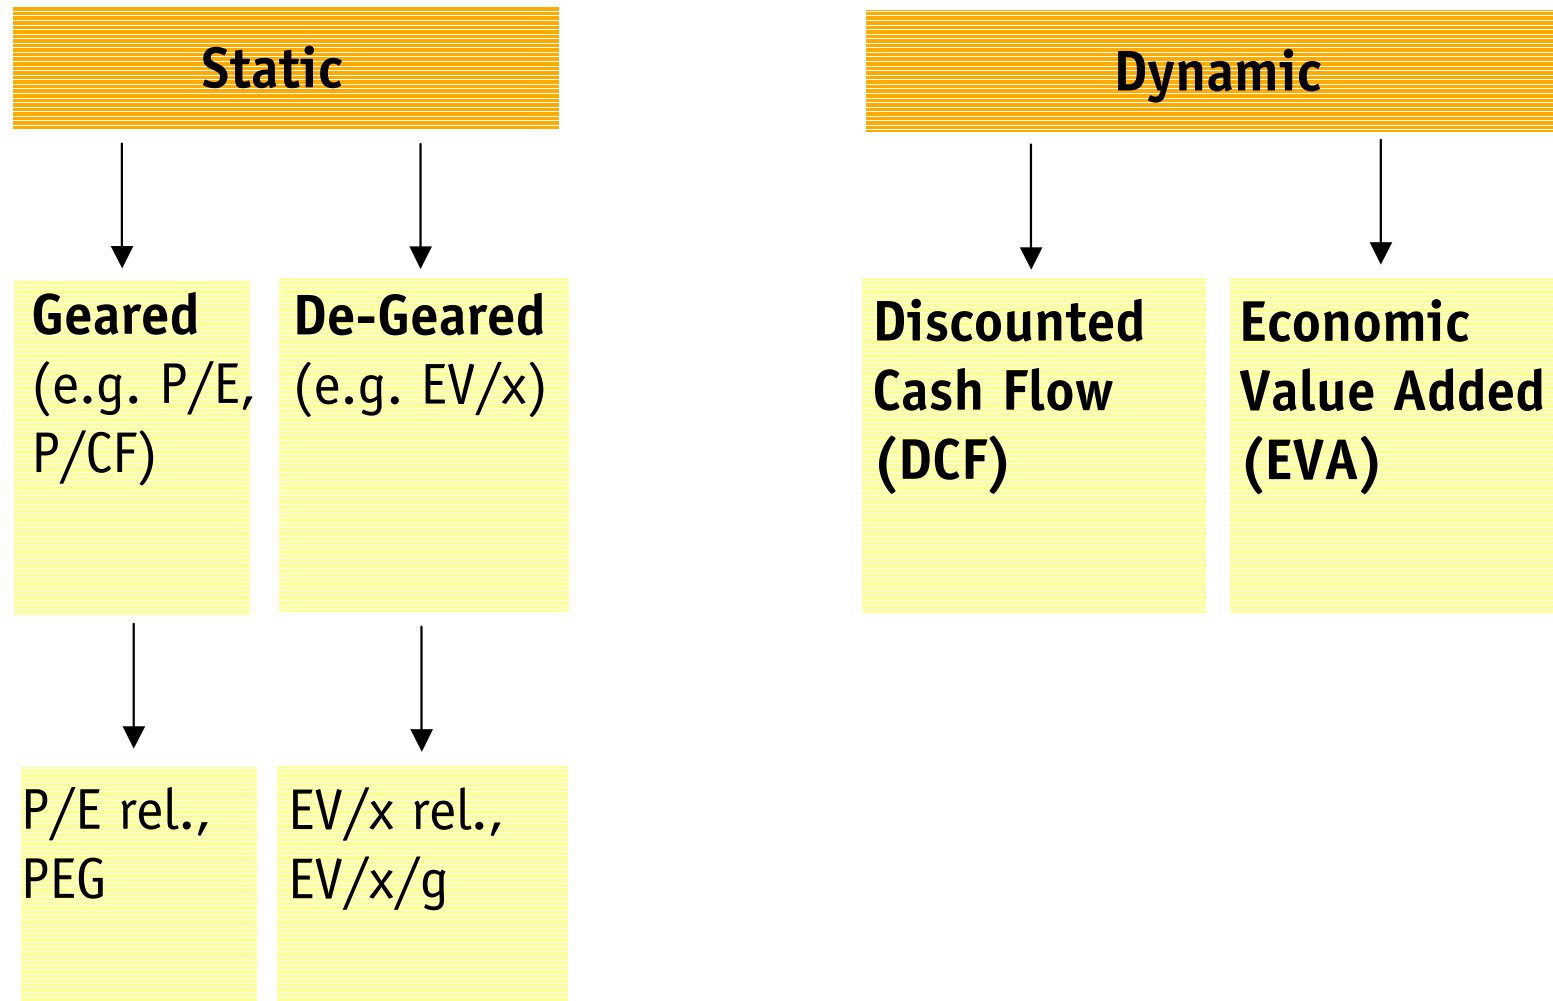 Static
Dynamic
Geared
(e.g. P/E,
P/CF)
De-Geared
(e.g. EV/x)
Discounted
Cash Flow
(DCF)
Economic
Value Added
(EVA)
P/E rel.,
PEG
EV/x rel.,
EV/x/g